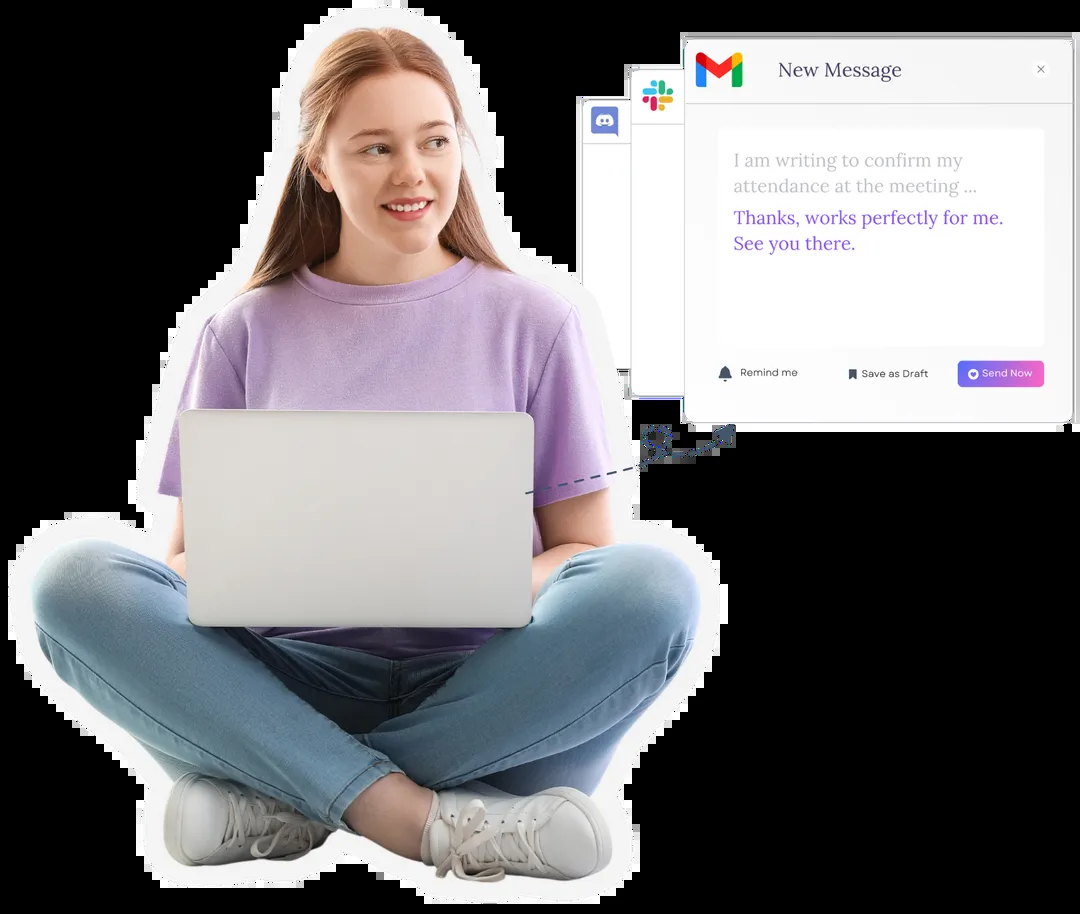 New Message
I am writing to confirm my
attendance at the meeting ...
Thanks, works perfectly for me.
See you there.
Remind me
Save as Draft
Send Now